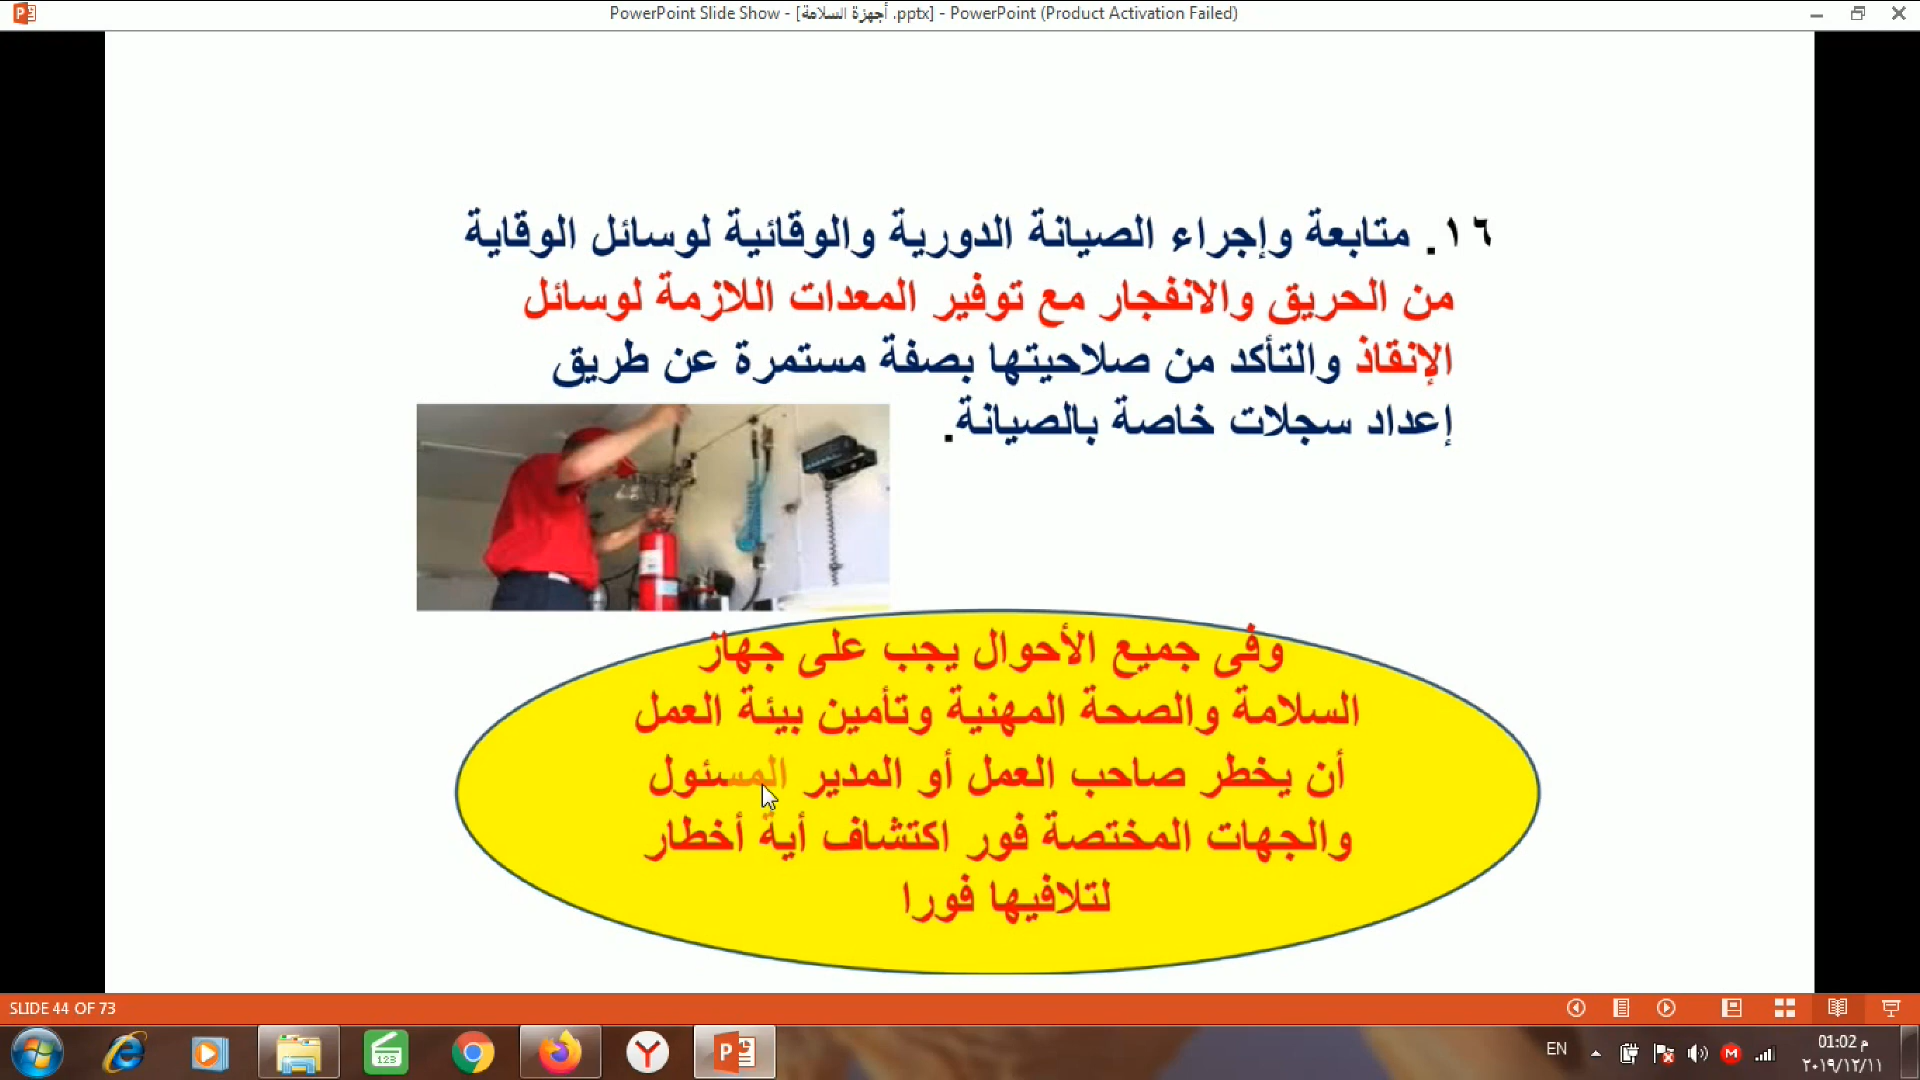 PowerPoint Slide Show - [أجهزة السلامة .pptx] - PowerPoint (Product Activation Failed)
١٦. متابعة وإجراء الصيانة الدورية والوقائية لوسائل الوقاية
من الحريق والانفجار مع توفير المعدات اللازمة لوسائل
الإنقاذ والتأكد من صلاحيتها بصفة مستمرة عن طريق
إعداد سجلات خاصة بالصيانة.
وفى جميع الأحوال يجب على جهاز
السلامة والصحة المهنية وتأمين بيئة العمل
أن يخطر صاحب العمل أو المدير المسئول
والجهات المختصة فور اكتشاف أية أخطار
لتلافيها فورا
SLIDE 44 OF 73
123
EN
01:02 م
٢٠١٩/١٢/١١